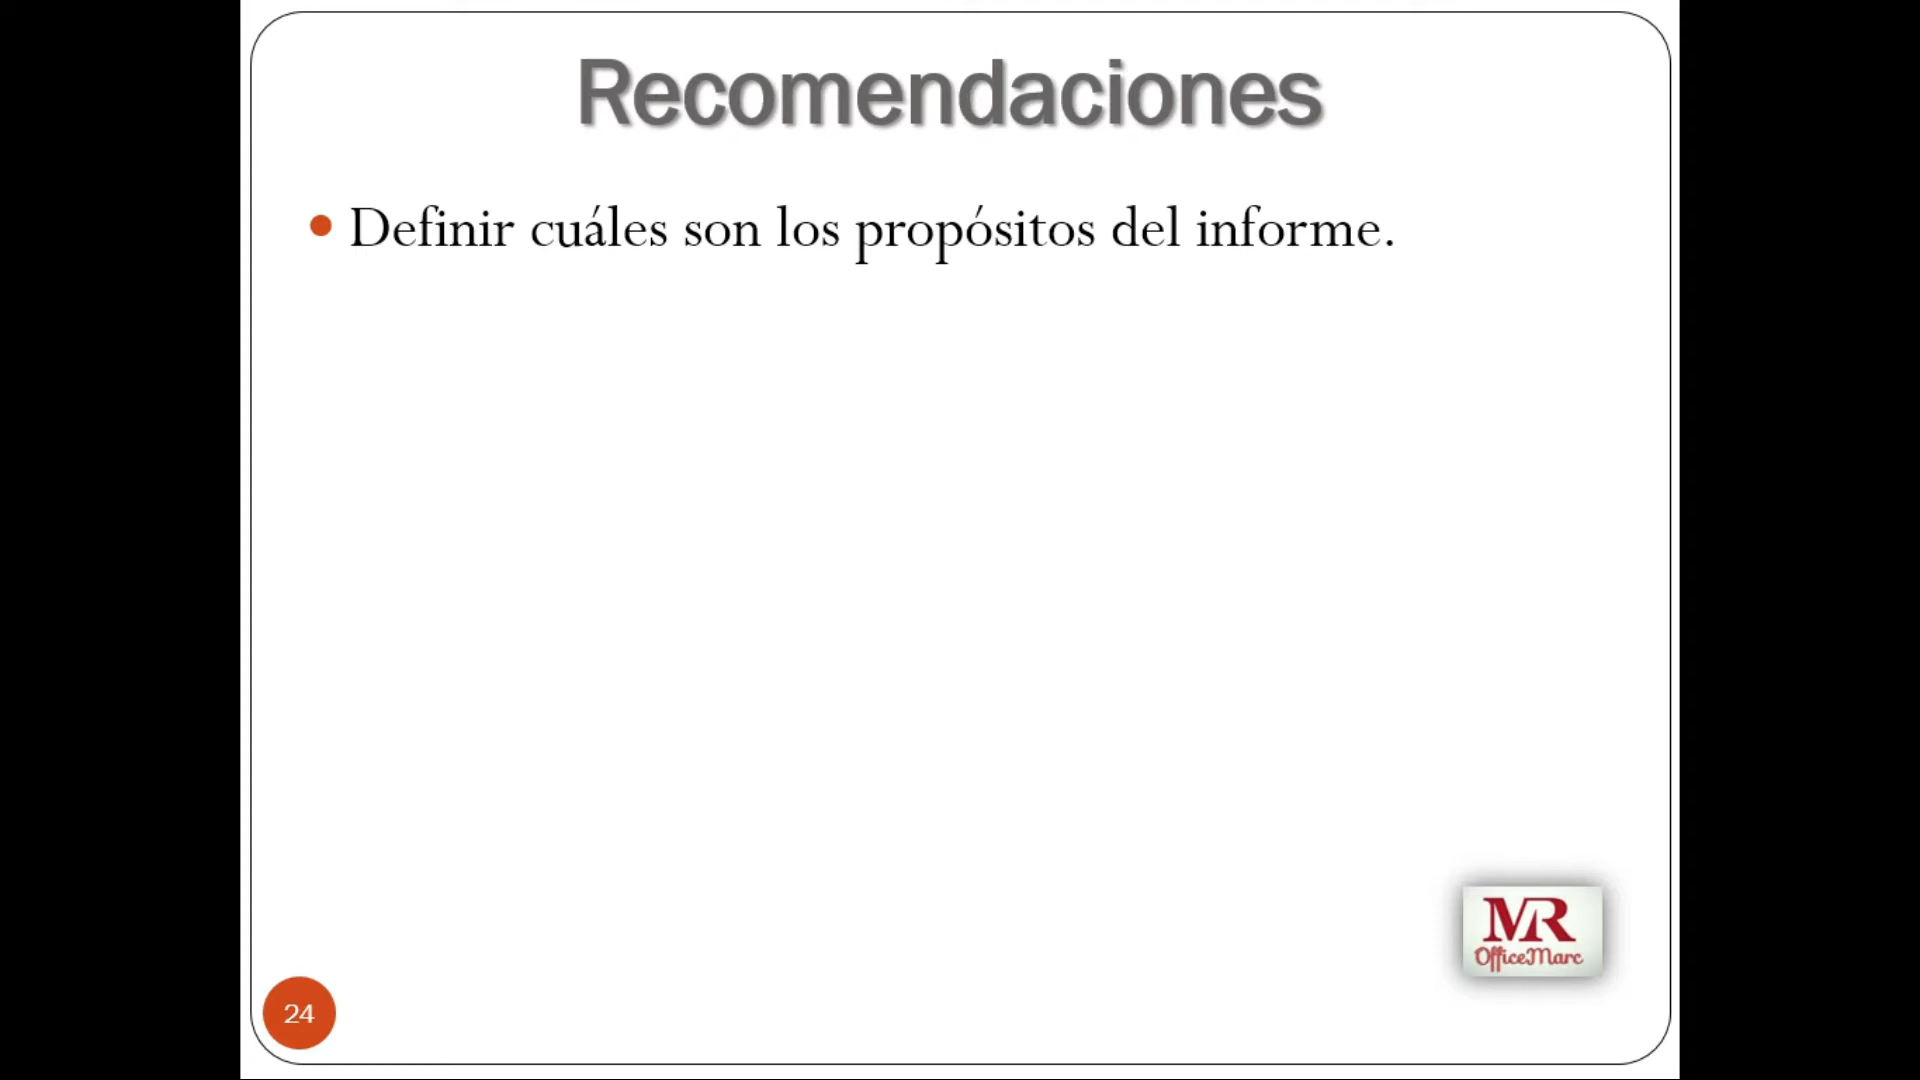 Recomendaciones
• Definir cuáles son los propósitos del informe.
MR
OfficeMarc
24